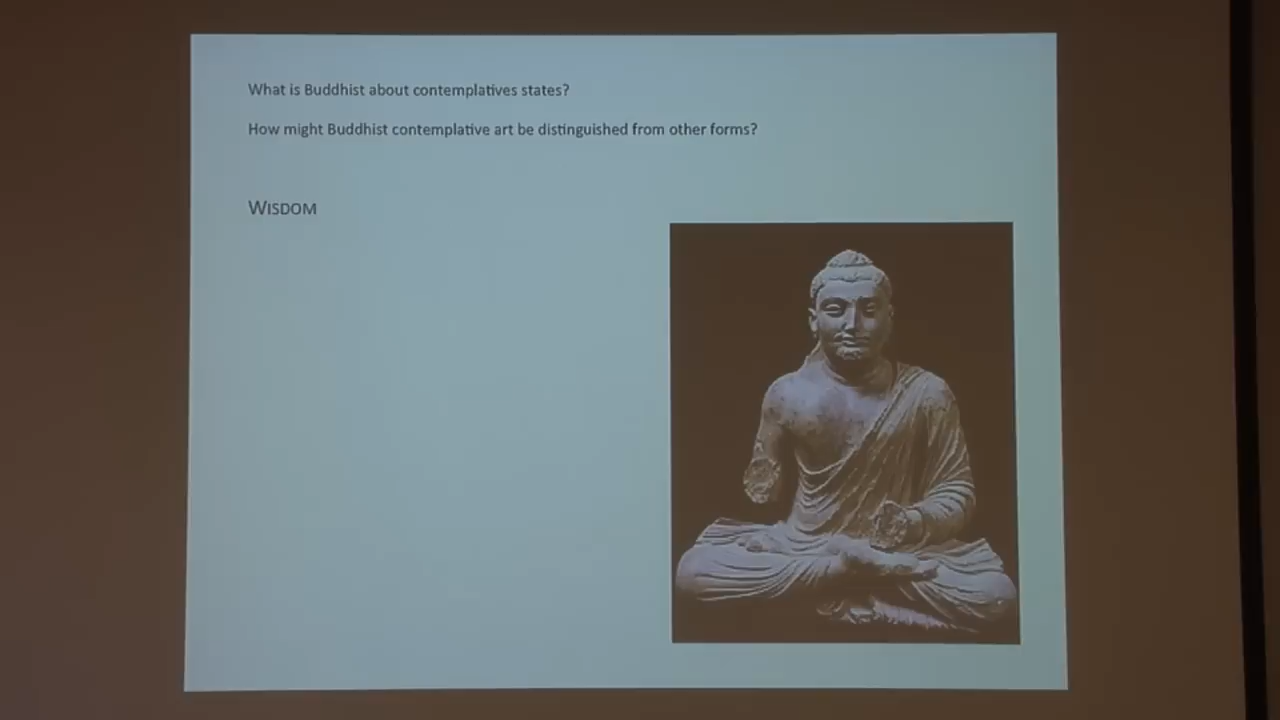 What is Buddhist about contemplatives states?
How might Buddhist contemplative art be distinguished from other forms?
WISDOM